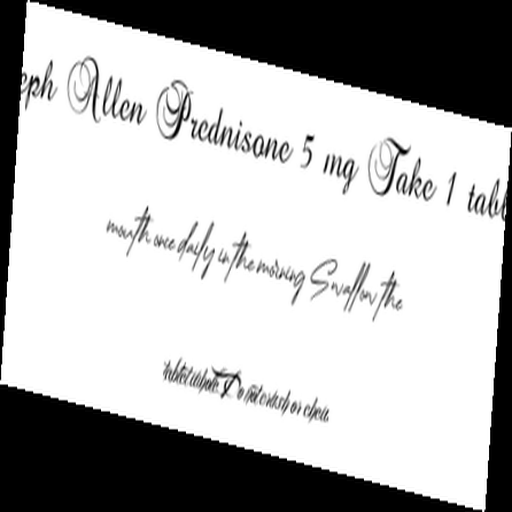 eph Allen Prednisone 5 mg Take 1 tabl
mouth once daily in the morning Swallow the
tablet whole Do not crush or chew